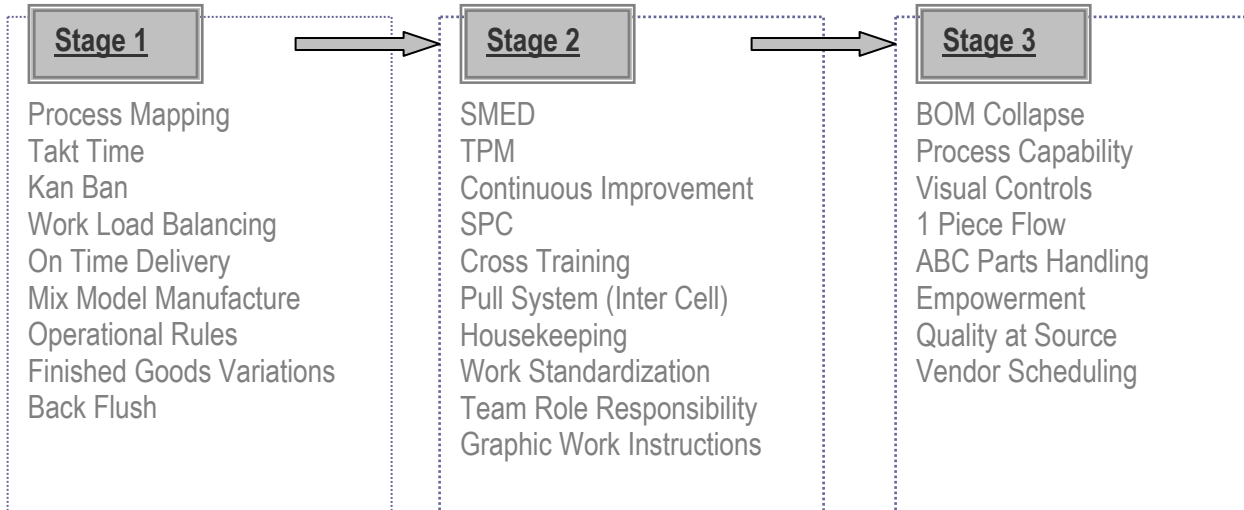 Stage 1
Process Mapping
Takt Time
Kan Ban
Work Load Balancing
On Time Delivery
Mix Model Manufacture
Operational Rules
Finished Goods Variations
Back Flush
Stage 2
SMED
TPM
Continuous Improvement
SPC
Cross Training
Pull System (Inter Cell)
Housekeeping
Work Standardization
Team Role Responsibility
Graphic Work Instructions
Stage 3
BOM Collapse
Process Capability
Visual Controls
1 Piece Flow
ABC Parts Handling
Empowerment
Quality at Source
Vendor Scheduling